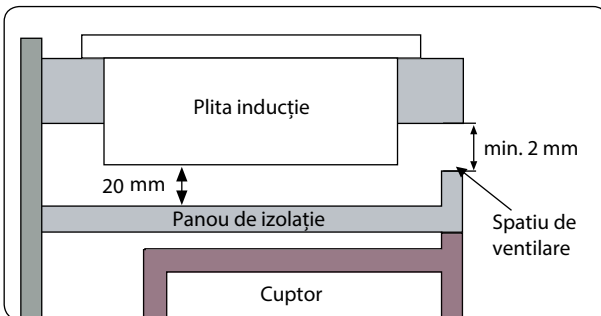 Plita inducție
min. 2 mm
20 mm
Panou de izolație
Spatiu de
ventilare
Cuptor